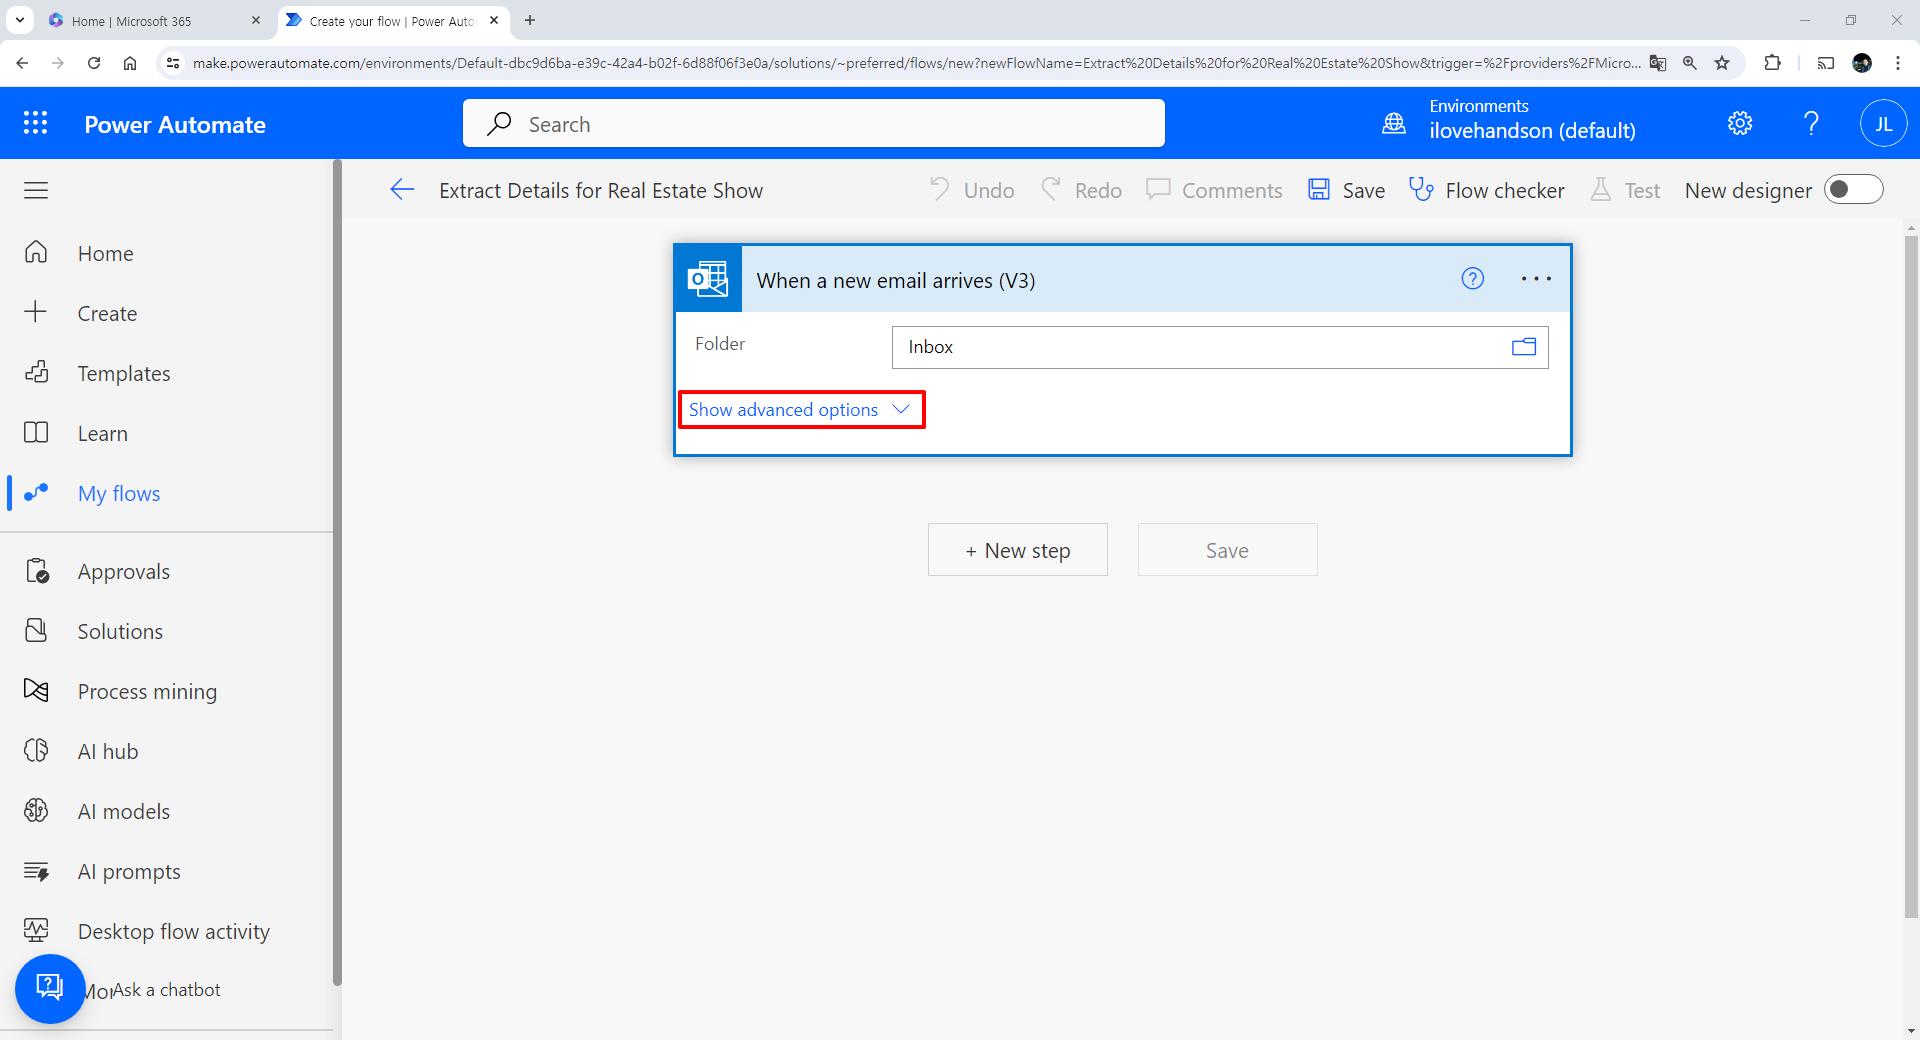 Home | Microsoft 365
Create your flow | Power Auto
make.powerautomate.com/environments/Default-dbc9d6ba-e39c-42a4-b02f-6d88f06f3e0a/solutions/~preferred/flows/new?newFlowName=Extract%20Details%20for%20Real%20Estate%20Show&trigger=%2Fproviders%2FMicro...
Power Automate
Search
Environments
ilovehandson (default)
JL
Extract Details for Real Estate Show
Undo
Redo
Comments
Save
Flow checker
Test
New designer
Home
Create
Templates
Learn
My flows
Approvals
Solutions
Process mining
AI hub
AI models
AI prompts
Desktop flow activity
Ask a chatbot
When a new email arrives (V3)
Folder
Inbox
Show advanced options
+ New step
Save